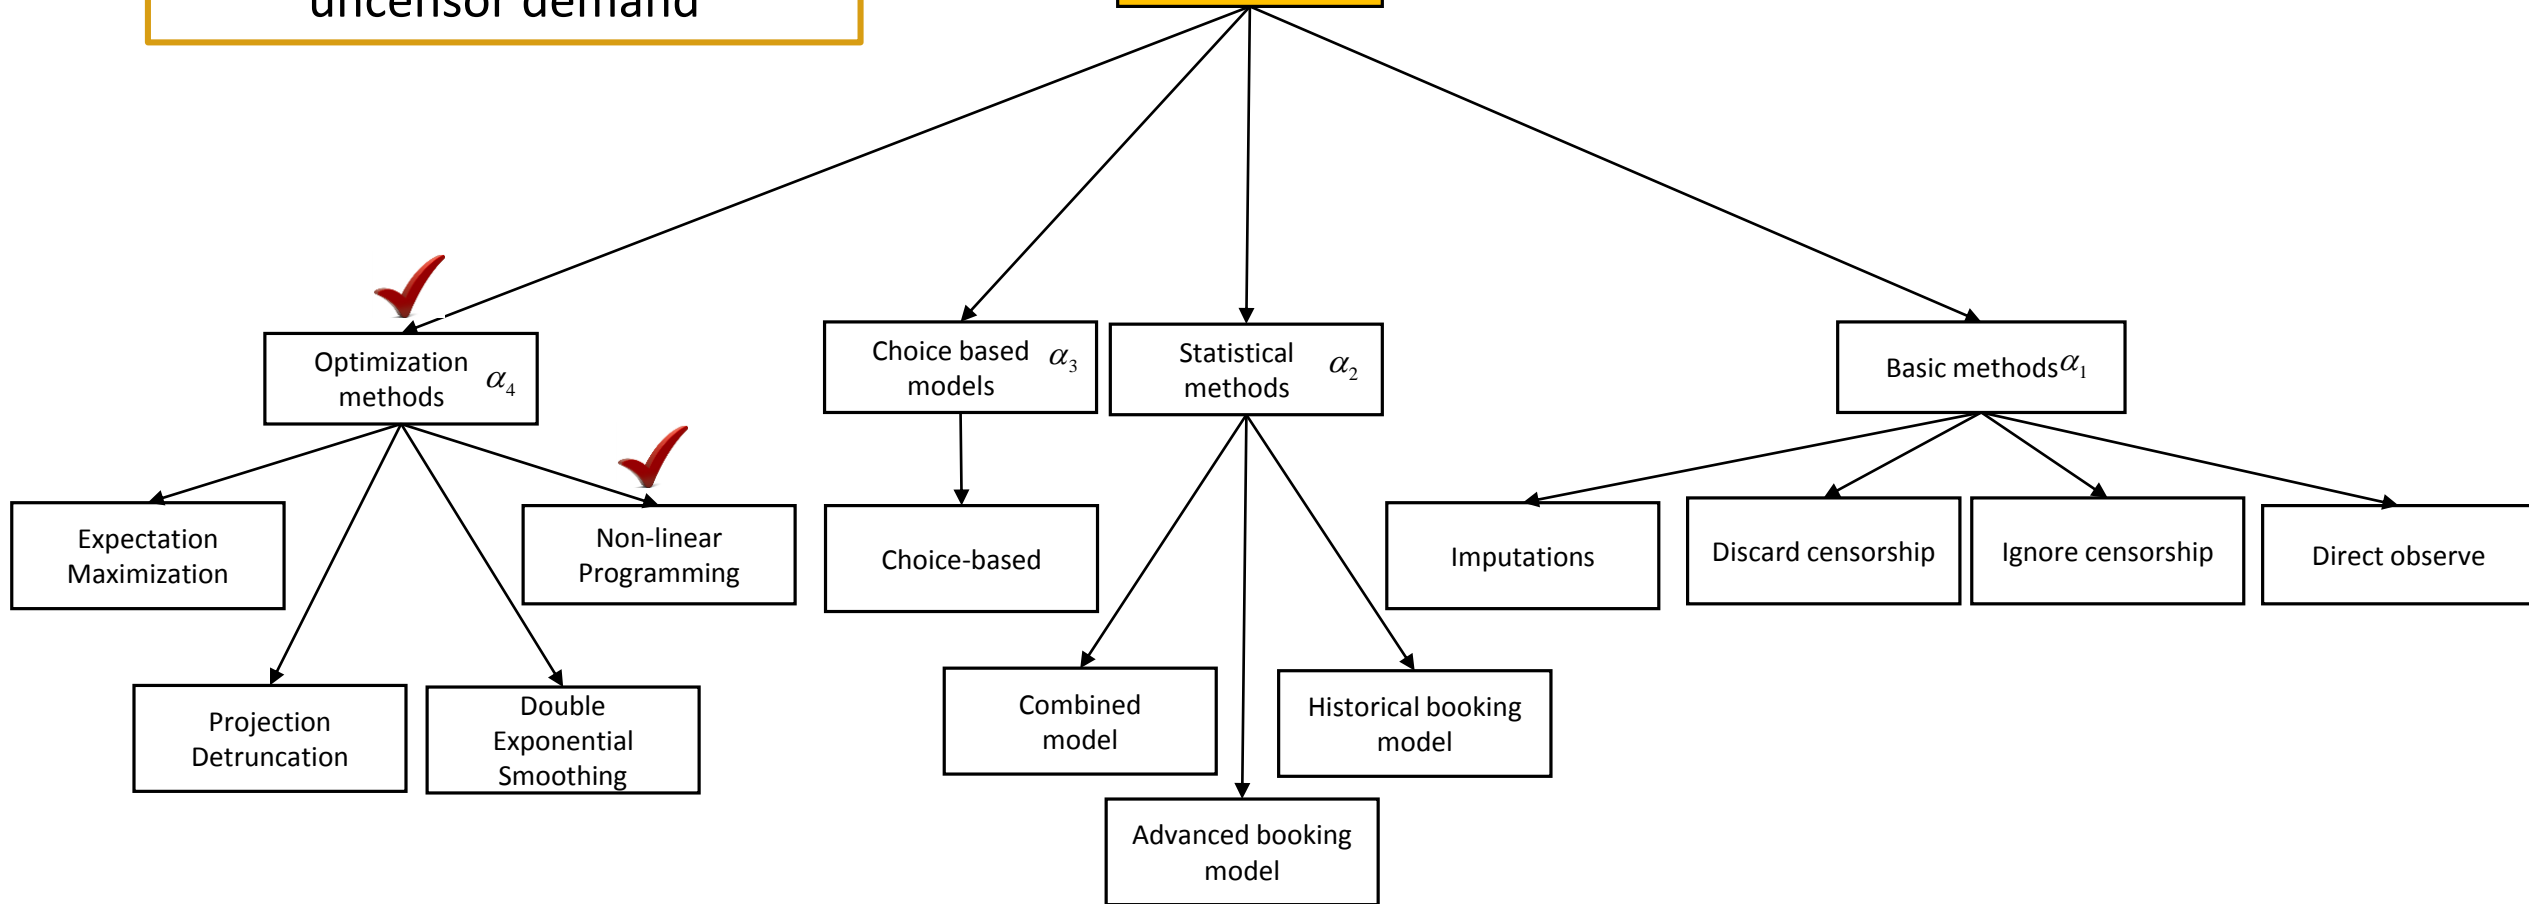 uncensor demand
Optimization
methods α4
Choice based α3
models
Statistical
methods α2
Basic methods α1
Expectation
Maximization
Non-linear
Programming
Choice-based
Imputations
Discard censorship
Ignore censorship
Direct observe
Projection
Detruncation
Double
Exponential
Smoothing
Combined
model
Historical booking
model
Advanced booking
model